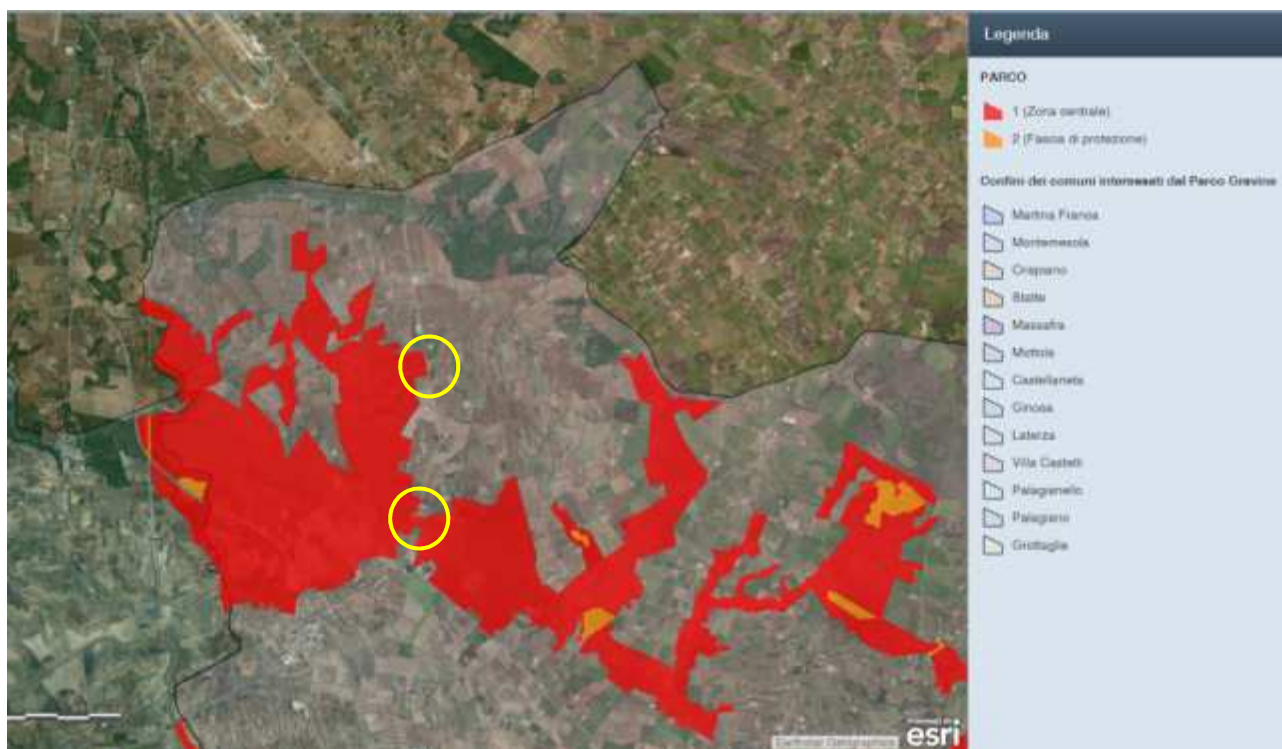 Legenda
PARCO
1 (Zona centrale)
2 (Fascia di protezione)
Confini dei comuni interessati dal Parco Gravine
Martina Franca
Montemesola
Crispiano
Statte
Massafra
Mottola
Castellaneta
Ginosa
Laterza
Villa Castelli
Palagianello
Palagiano
Grottaglie
esri